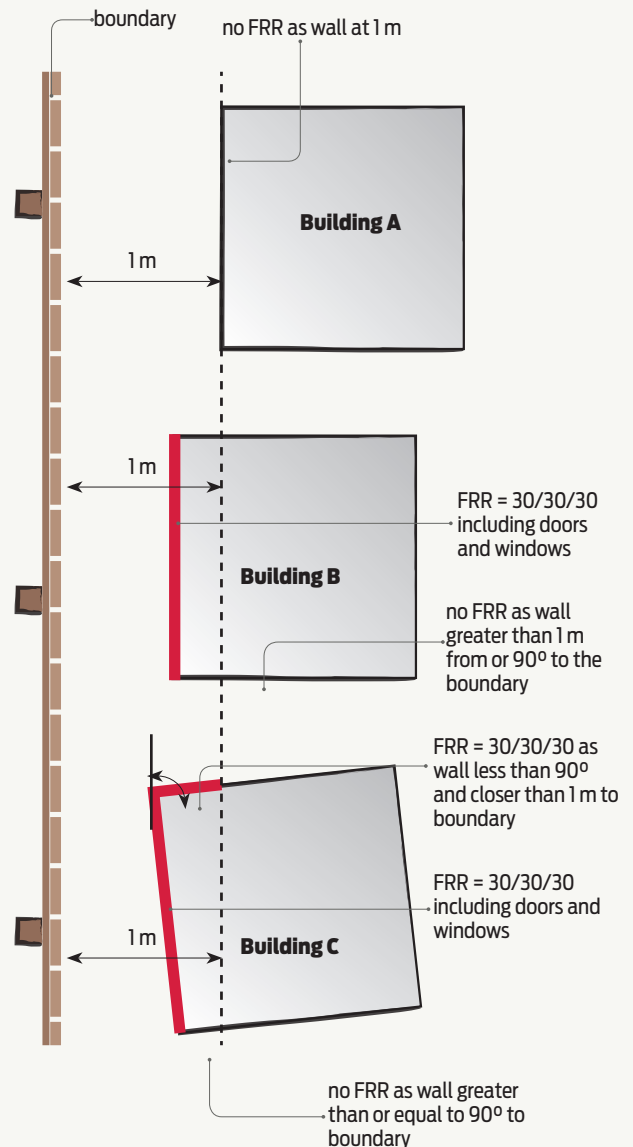 boundary
no FRR as wall at 1 m
Building A
1 m
1 m
FRR = 30/30/30
including doors
and windows
Building B
no FRR as wall
greater than 1 m
from or 90º to the
boundary
FRR = 30/30/30 as
wall less than 90º
and closer than 1 m to
boundary
FRR = 30/30/30
including doors and
windows
1 m
Building C
no FRR as wall greater
than or equal to 90º to
boundary